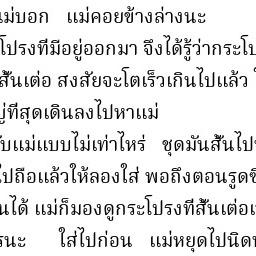 แม่บอก แม่คอยข้างล่างนะ
โปรงที่มีอยู่ออกมา จึงได้รู้ว่ากระโป
สั้นเต่อ สงสัยจะโตเร็วเกินไปแล้ว
ที่สุดเดินลงไปหาแม่
แม่แบบไม่เท่าไหร่ ชุดมันสั้นไป
ปถือแล้วให้ลองใส่ พอถึงตอนรูดซิ
ได้ แม่ก็มองดูกระโปรงที่สั้นเต่อ
นะ ใส่ไปก่อน แม่หยุดไปนิด